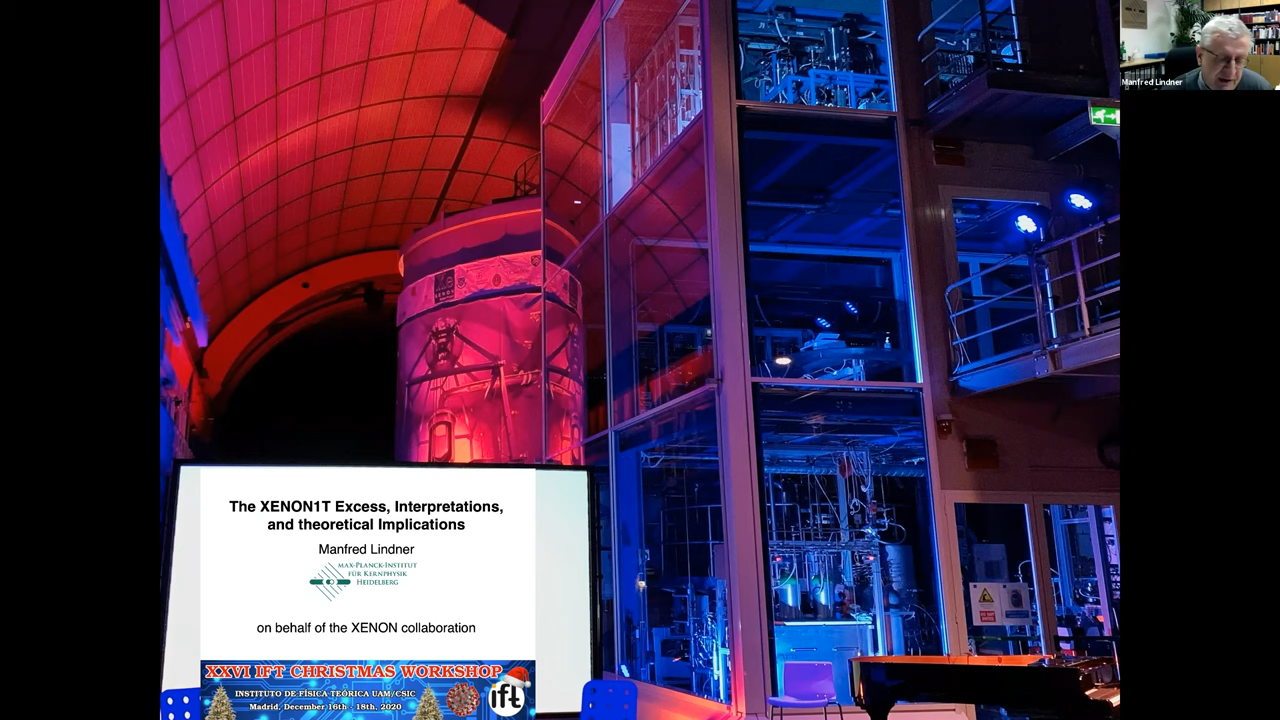 Manfred Lindner
XENON
The XENON1T Excess, Interpretations,
and theoretical Implications
Manfred Lindner
MAX-PLANCK-INSTITUT
FÜR KERNPHYSIK
HEIDELBERG
on behalf of the XENON collaboration
XXVI IFT CHRISTMAS WORKSHOP
INSTITUTO DE FÍSICA TEÓRICA UAM/CSIC
Madrid, December 16th - 18th, 2020
ift